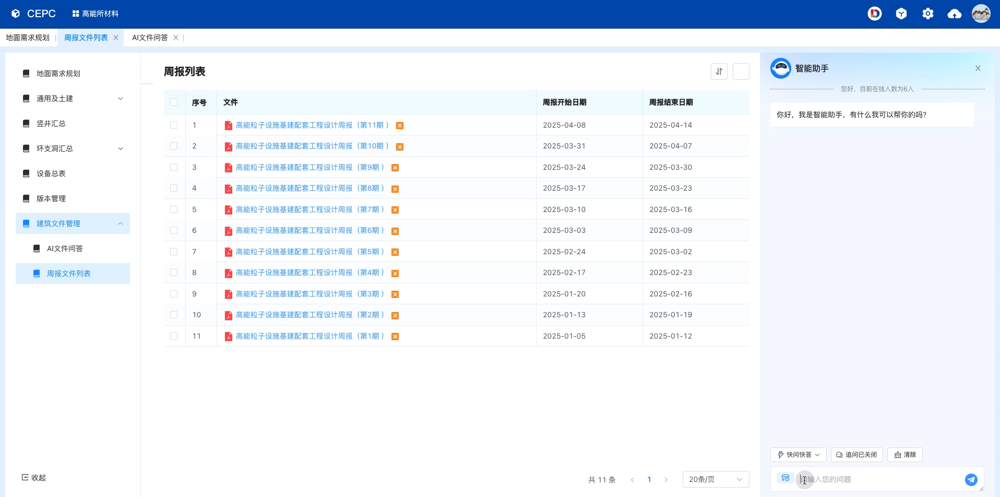 CEPC 高能所材料
地面需求规划 | 周报文件列表 AI文件问答 |
地面需求规划
通用及土建
竖井汇总
环支洞汇总
设备总表
版本管理
建筑文件管理
AI文件问答
周报文件列表
收起
周报列表
序号 文件 周报开始日期 周报结束日期
1 高能粒子设施基建配套工程设计周报（第11期） 2025-04-08 2025-04-14
2 高能粒子设施基建配套工程设计周报（第10期） 2025-03-31 2025-04-07
3 高能粒子设施基建配套工程设计周报（第9期） 2025-03-24 2025-03-30
4 高能粒子设施基建配套工程设计周报（第8期） 2025-03-17 2025-03-23
5 高能粒子设施基建配套工程设计周报（第7期） 2025-03-10 2025-03-16
6 高能粒子设施基建配套工程设计周报（第6期） 2025-03-03 2025-03-09
7 高能粒子设施基建配套工程设计周报（第5期） 2025-02-24 2025-03-02
8 高能粒子设施基建配套工程设计周报（第4期） 2025-02-17 2025-02-23
9 高能粒子设施基建配套工程设计周报（第3期） 2025-01-20 2025-02-16
10 高能粒子设施基建配套工程设计周报（第2期） 2025-01-13 2025-01-19
11 高能粒子设施基建配套工程设计周报（第1期） 2025-01-05 2025-01-12
共 11 条 1 20条/页
智能助手
您好，目前在线人数为6人
你好，我是智能助手，有什么我可以帮你的吗?
快问快答 追问已关闭 清除
请输入您的问题